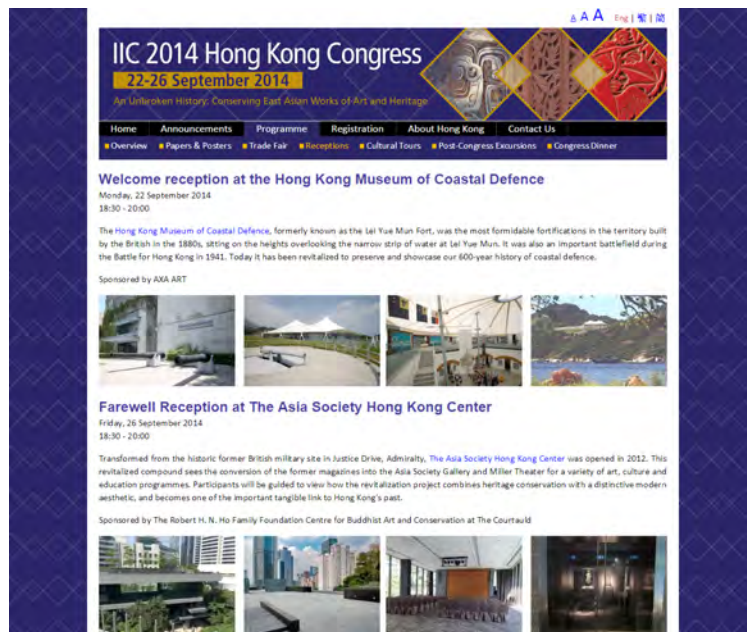 A A A Eng | 繁 | 简
IIC 2014 Hong Kong Congress
22-26 September 2014
An Unbroken History: Conserving East Asian Works of Art and Heritage
Home Announcements Programme Registration About Hong Kong Contact Us
Overview Papers & Posters Trade Fair Receptions Cultural Tours Post-Congress Excursions Congress Dinner
Welcome reception at the Hong Kong Museum of Coastal Defence
Monday, 22 September 2014
18:30 - 20:00
The Hong Kong Museum of Coastal Defence, formerly known as the Lei Yue Mun Fort, was the most formidable fortifications in the territory built
by the British in the 1880s, sitting on the heights overlooking the narrow strip of water at Lei Yue Mun. It was also an important battlefield during
the Battle for Hong Kong in 1941. Today it has been revitalized to preserve and showcase our 600-year history of coastal defence.
Sponsored by AXA ART
Farewell Reception at The Asia Society Hong Kong Center
Friday, 26 September 2014
18:30 - 20:00
Transformed from the historic former British military site in Justice Drive, Admiralty, The Asia Society Hong Kong Center was opened in 2012. This
revitalized compound sees the conversion of the former magazines into the Asia Society Gallery and Miller Theater for a variety of art, culture and
education programmes. Participants will be guided to view how the revitalization project combines heritage conservation with a distinctive modern
aesthetic, and becomes one of the important tangible link to Hong Kong's past.
Sponsored by The Robert H. N. Ho Family Foundation Centre for Buddhist Art and Conservation at The Courtauld